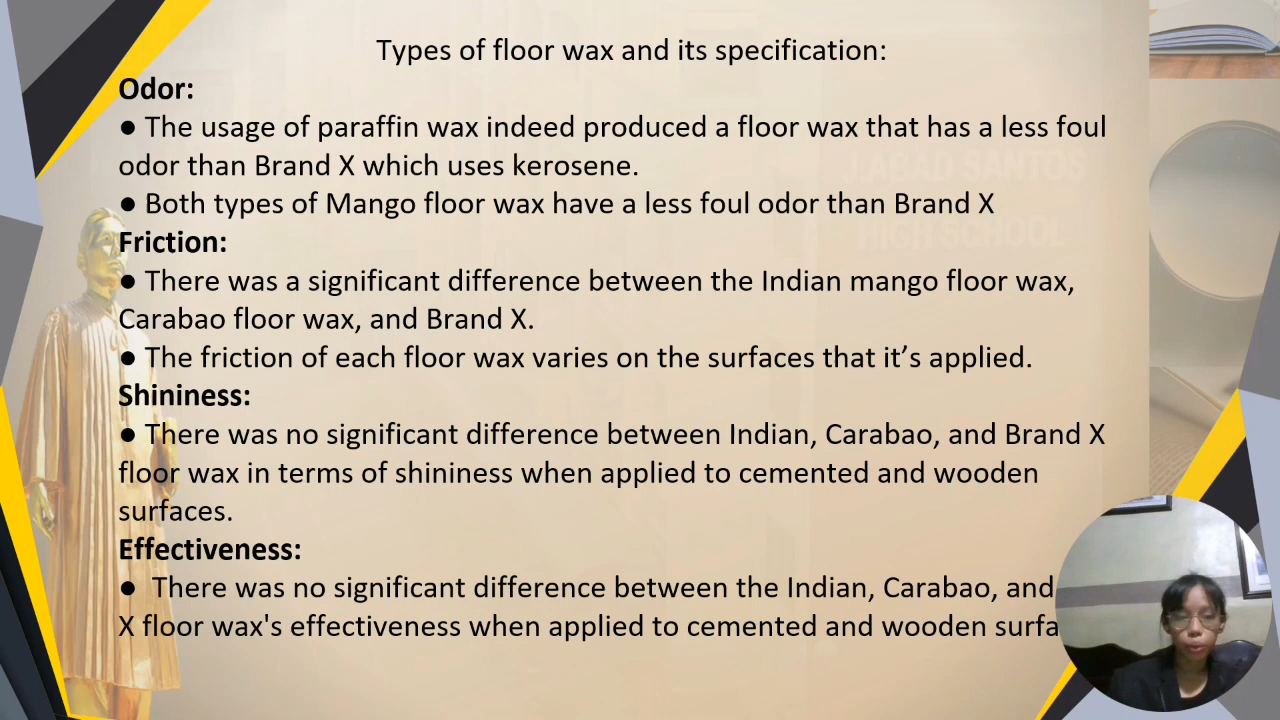 Types of floor wax and its specification:
Odor:
● The usage of paraffin wax indeed produced a floor wax that has a less foul
odor than Brand X which uses kerosene.
● Both types of Mango floor wax have a less foul odor than Brand X
Friction:
● There was a significant difference between the Indian mango floor wax,
Carabao floor wax, and Brand X.
● The friction of each floor wax varies on the surfaces that it’s applied.
Shininess:
● There was no significant difference between Indian, Carabao, and Brand X
floor wax in terms of shininess when applied to cemented and wooden
surfaces.
Effectiveness:
● There was no significant difference between the Indian, Carabao, and
X floor wax's effectiveness when applied to cemented and wooden surfa
J. ABAD SANTOS
HIGH SCHOOL